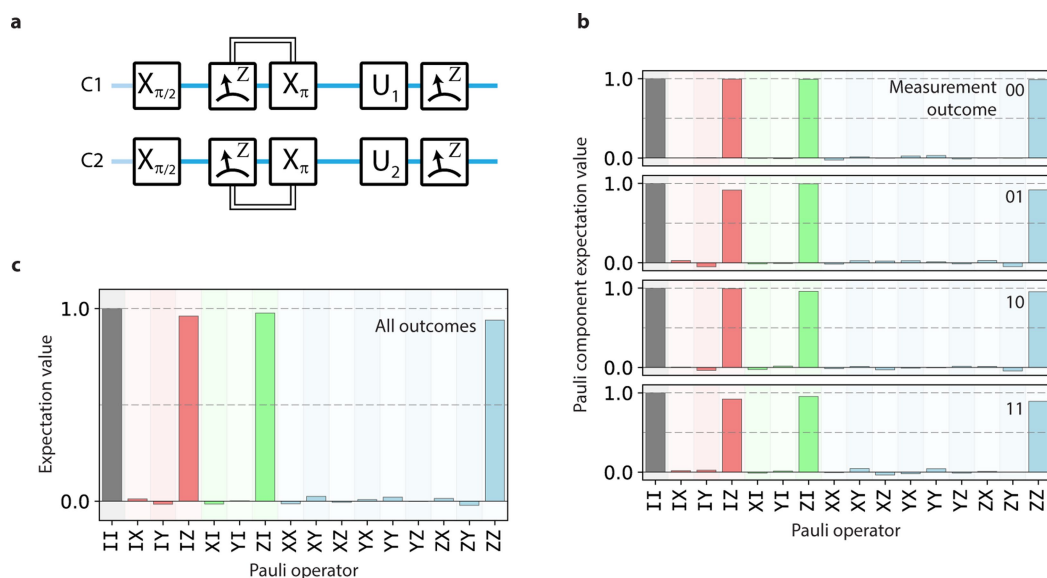 a
Z
Z
C1
X π/2
X π
U 1
Z
Z
C2
X π/2
X π
U 2
b
Pauli component expectation value
1.0
0.0
Measurement
outcome
00
1.0
0.0
01
1.0
0.0
10
1.0
0.0
11
II IX IY IZ XI YI ZI XX XY XZ YX YY YZ ZX ZY ZZ
Pauli operator
c
Expectation value
1.0
0.0
All outcomes
II IX IY IZ XI YI ZI XX XY XZ YX YY YZ ZX ZY ZZ
Pauli operator